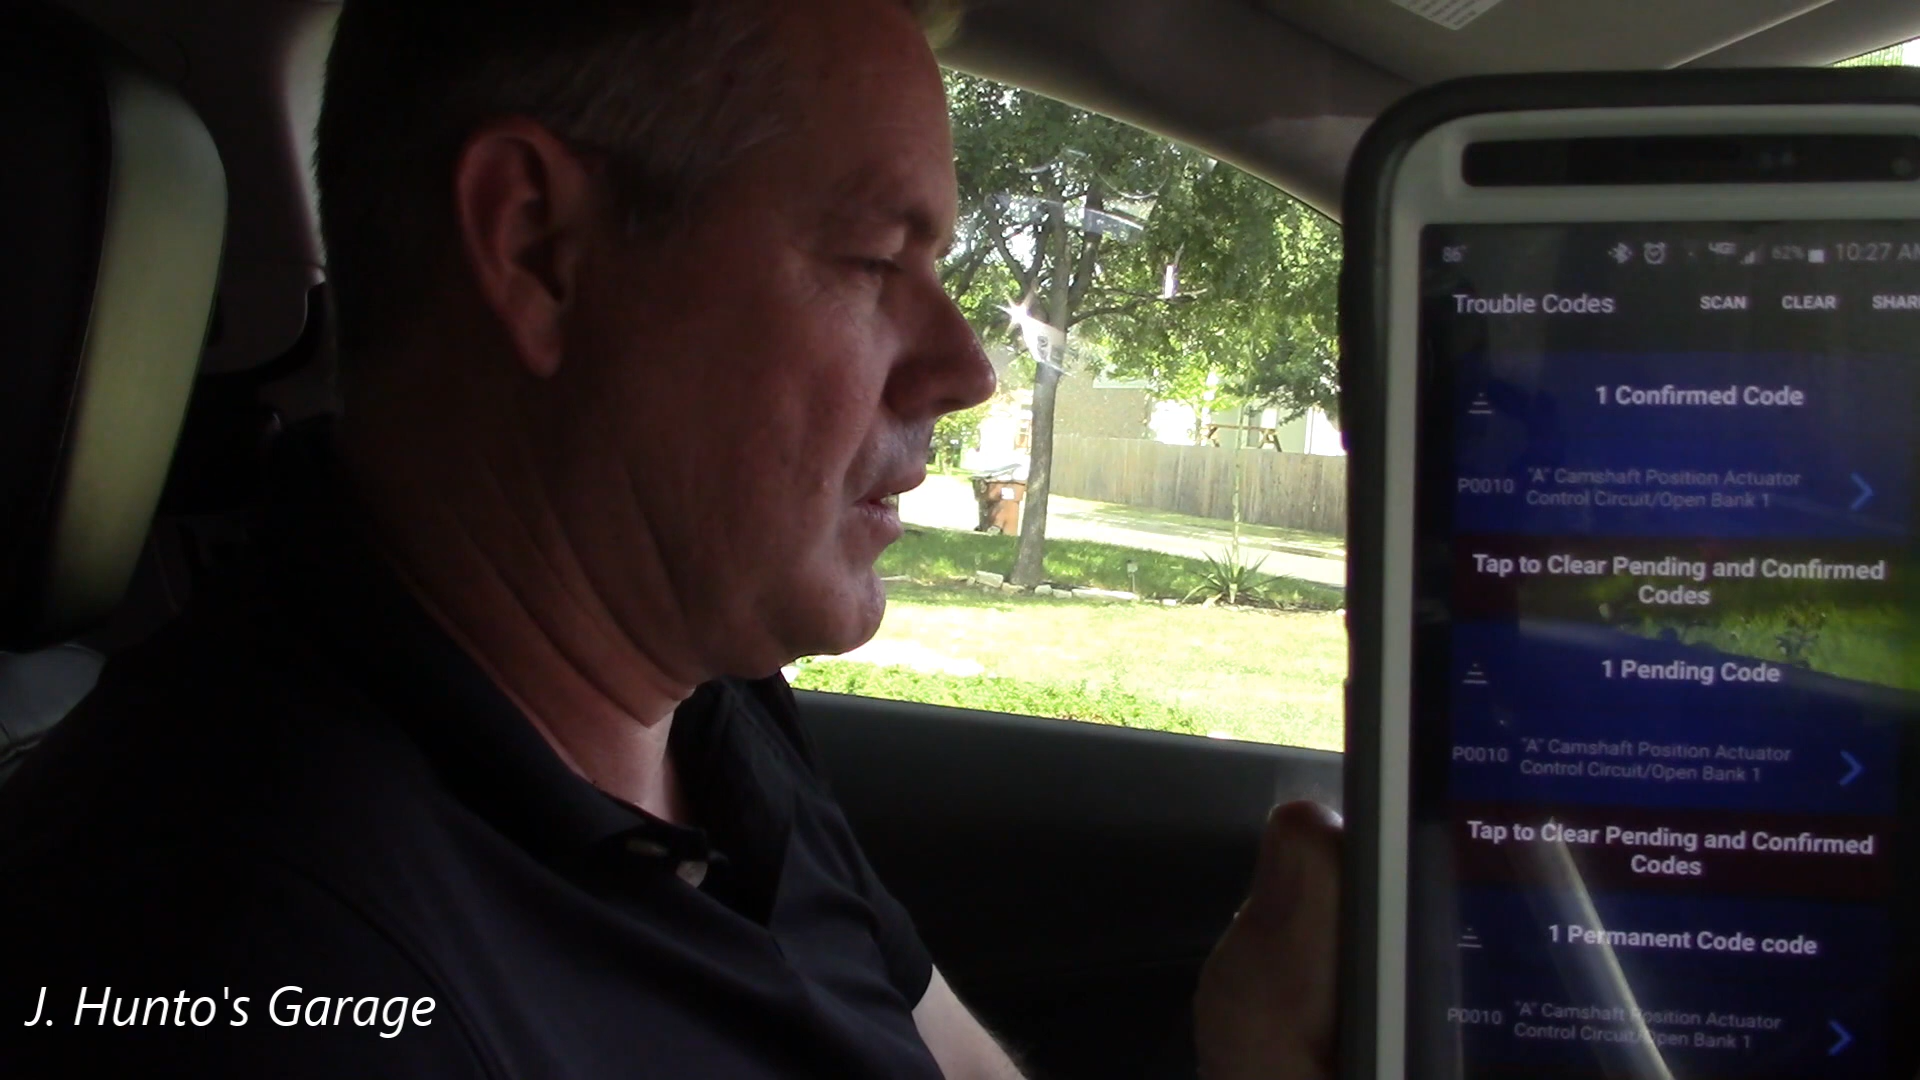 86°
62% 10:27 AM
Trouble Codes SCAN CLEAR SHAR
1 Confirmed Code
P0010 "A" Camshaft Position Actuator
Control Circuit/Open Bank 1
Tap to Clear Pending and Confirmed
Codes
1 Pending Code
P0010 "A" Camshaft Position Actuator
Control Circuit/Open Bank 1
Tap to Clear Pending and Confirmed
Codes
1 Permanent Code code
P0010 "A" Camshaft Position Actuator
Control Circuit/Open Bank 1
J. Hunto's Garage